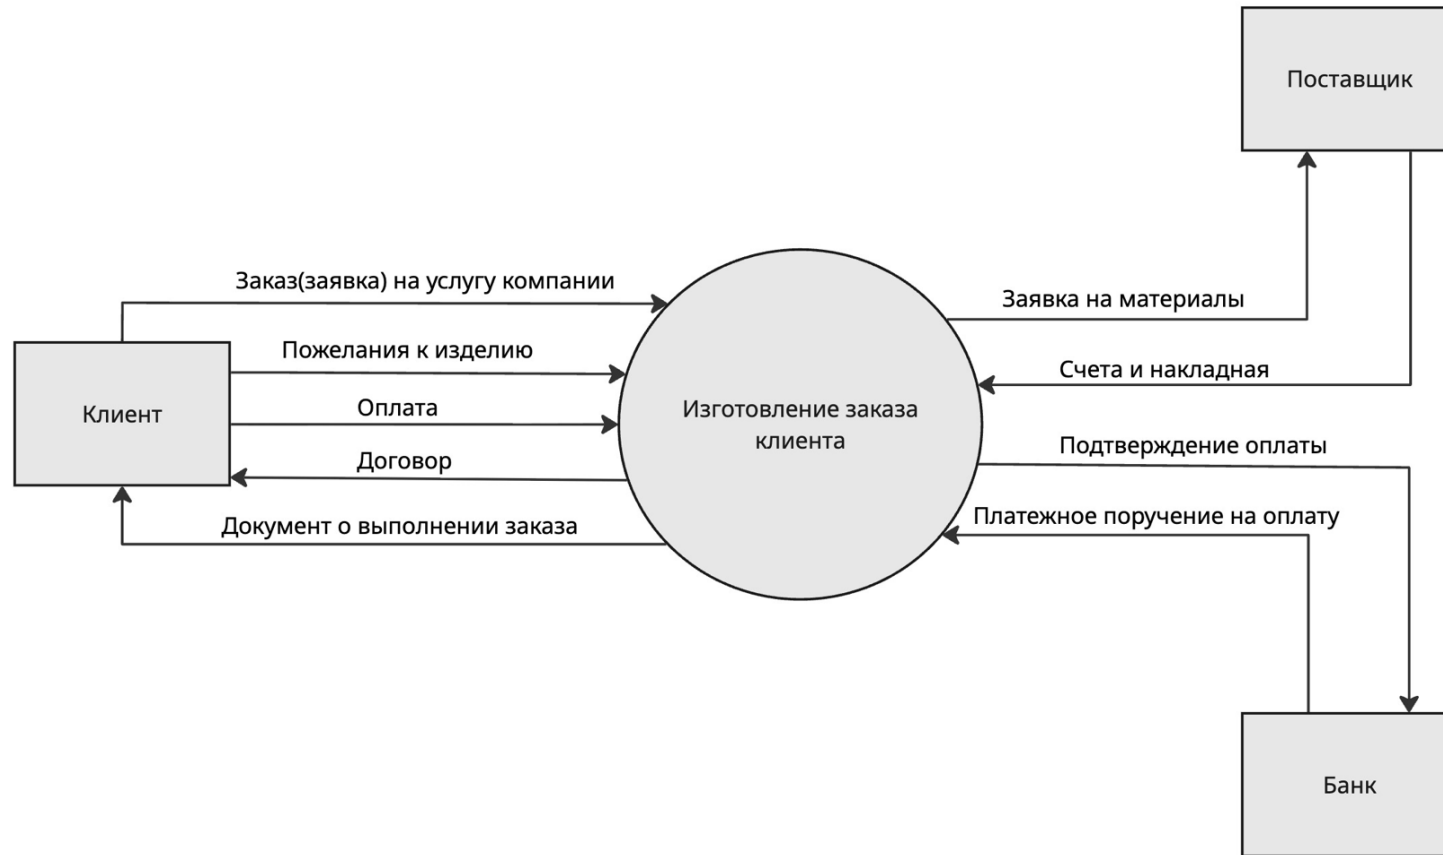 Поставщик
Заказ(заявка) на услугу компании
Заявка на материалы
Пожелания к изделию
Счета и накладная
Клиент
Оплата
Изготовление заказа
клиента
Подтверждение оплаты
Договор
Платежное поручение на оплату
Документ о выполнении заказа
Банк